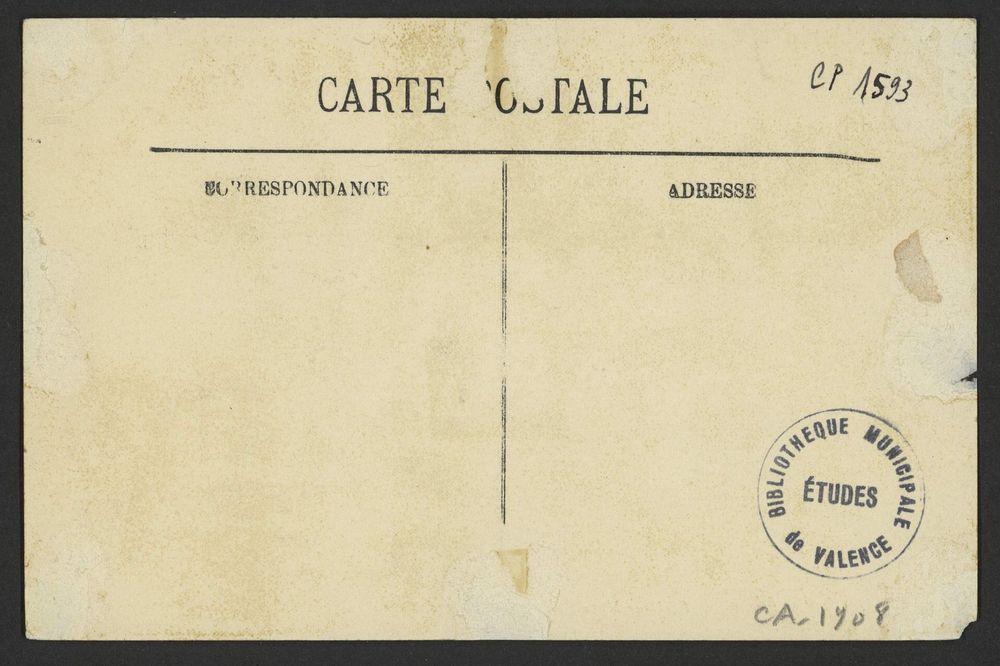 CARTE POSTALE
CP 1593
CORRESPONDANCE
ADRESSE
BIBLIOTHEQUE MUNICIPALE
ÉTUDES
de VALENCE
CA. 1908